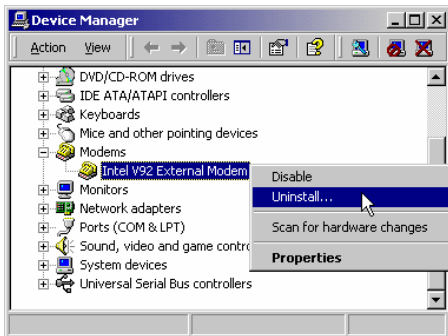 Device Manager
Action View
DVD/CD-ROM drives
IDE ATA/ATAPI controllers
Keyboards
Mice and other pointing devices
Modems
Intel V92 External Modem
Monitors
Network adapters
Ports (COM & LPT)
Sound, video and game contro
System devices
Universal Serial Bus controllers
Disable
Uninstall...
Scan for hardware changes
Properties